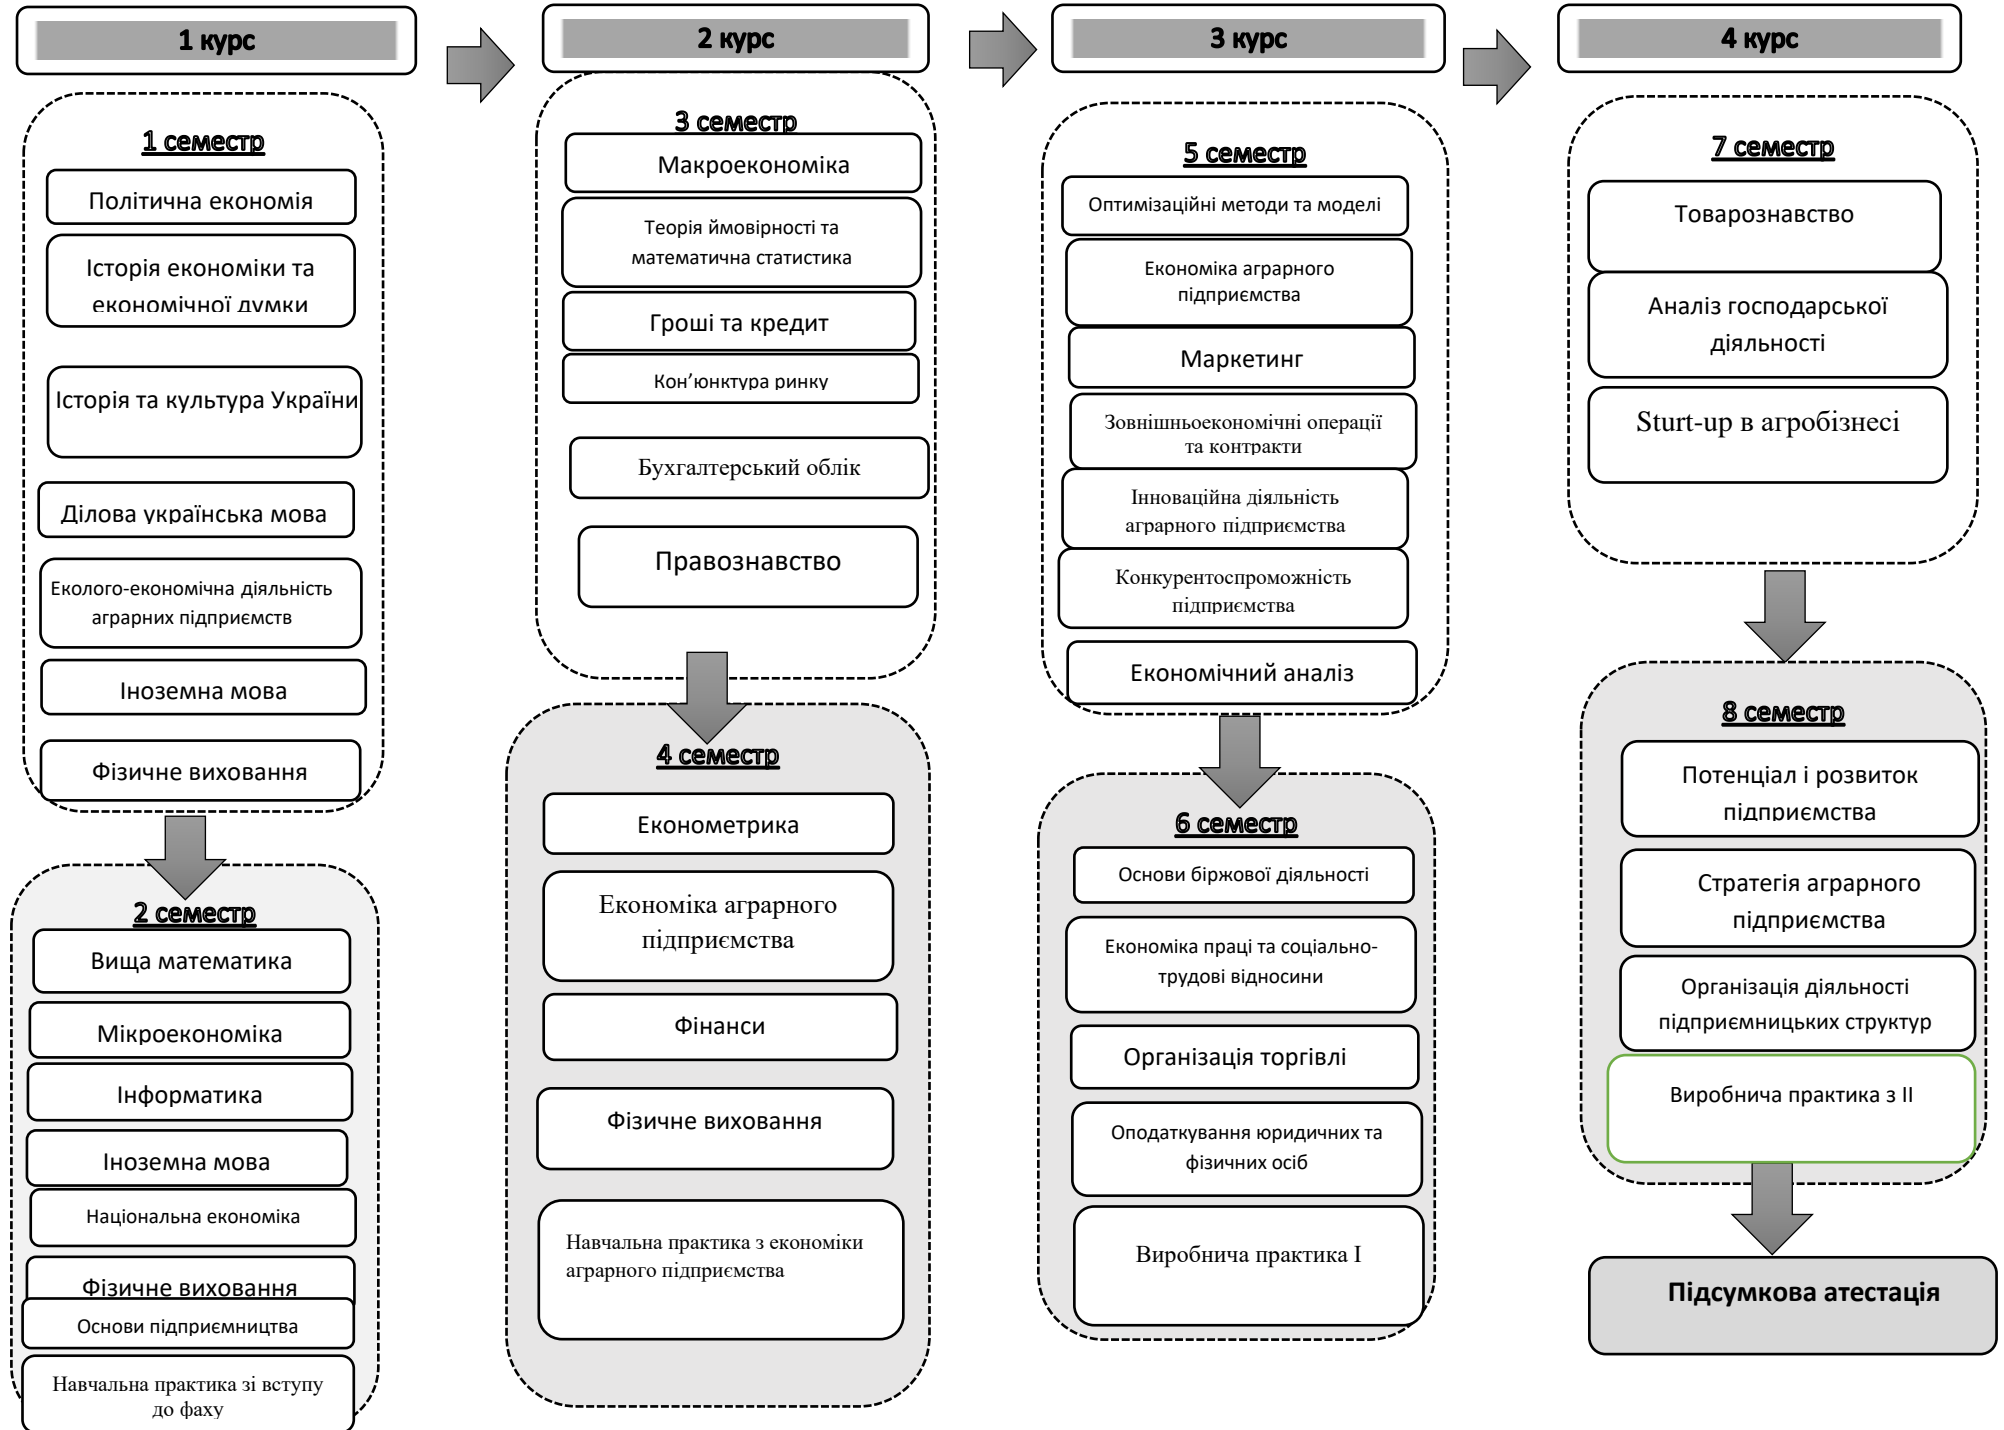 1 курс
1 семестр
Політична економія
Історія економіки та
економічної думки
Історія та культура України
Ділова українська мова
Еколого-економічна діяльність
аграрних підприємств
Іноземна мова
Фізичне виховання
2 семестр
Вища математика
Мікроекономіка
Інформатика
Іноземна мова
Національна економіка
Фізичне виховання
Основи підприємництва
Навчальна практика зі вступу
до фаху
2 курс
3 семестр
Макроекономіка
Теорія ймовірності та
математична статистика
Гроші та кредит
Кон’юнктура ринку
Бухгалтерський облік
Правознавство
4 семестр
Економетрика
Економіка аграрного
підприємства
Фінанси
Фізичне виховання
Навчальна практика з економіки
аграрного підприємства
3 курс
5 семестр
Оптимізаційні методи та моделі
Економіка аграрного
підприємства
Маркетинг
Зовнішньоекономічні операції
та контракти
Інноваційна діяльність
аграрного підприємства
Конкурентоспроможність
підприємства
Економічний аналіз
6 семестр
Основи біржової діяльності
Економіка праці та соціально-
трудові відносини
Організація торгівлі
Оподаткування юридичних та
фізичних осіб
Виробнича практика І
4 курс
7 семестр
Товарознавство
Аналіз господарської
діяльності
Sturt-up в агробізнесі
8 семестр
Потенціал і розвиток
підприємства
Стратегія аграрного
підприємства
Організація діяльності
підприємницьких структур
Виробнича практика з ІІ
Підсумкова атестація